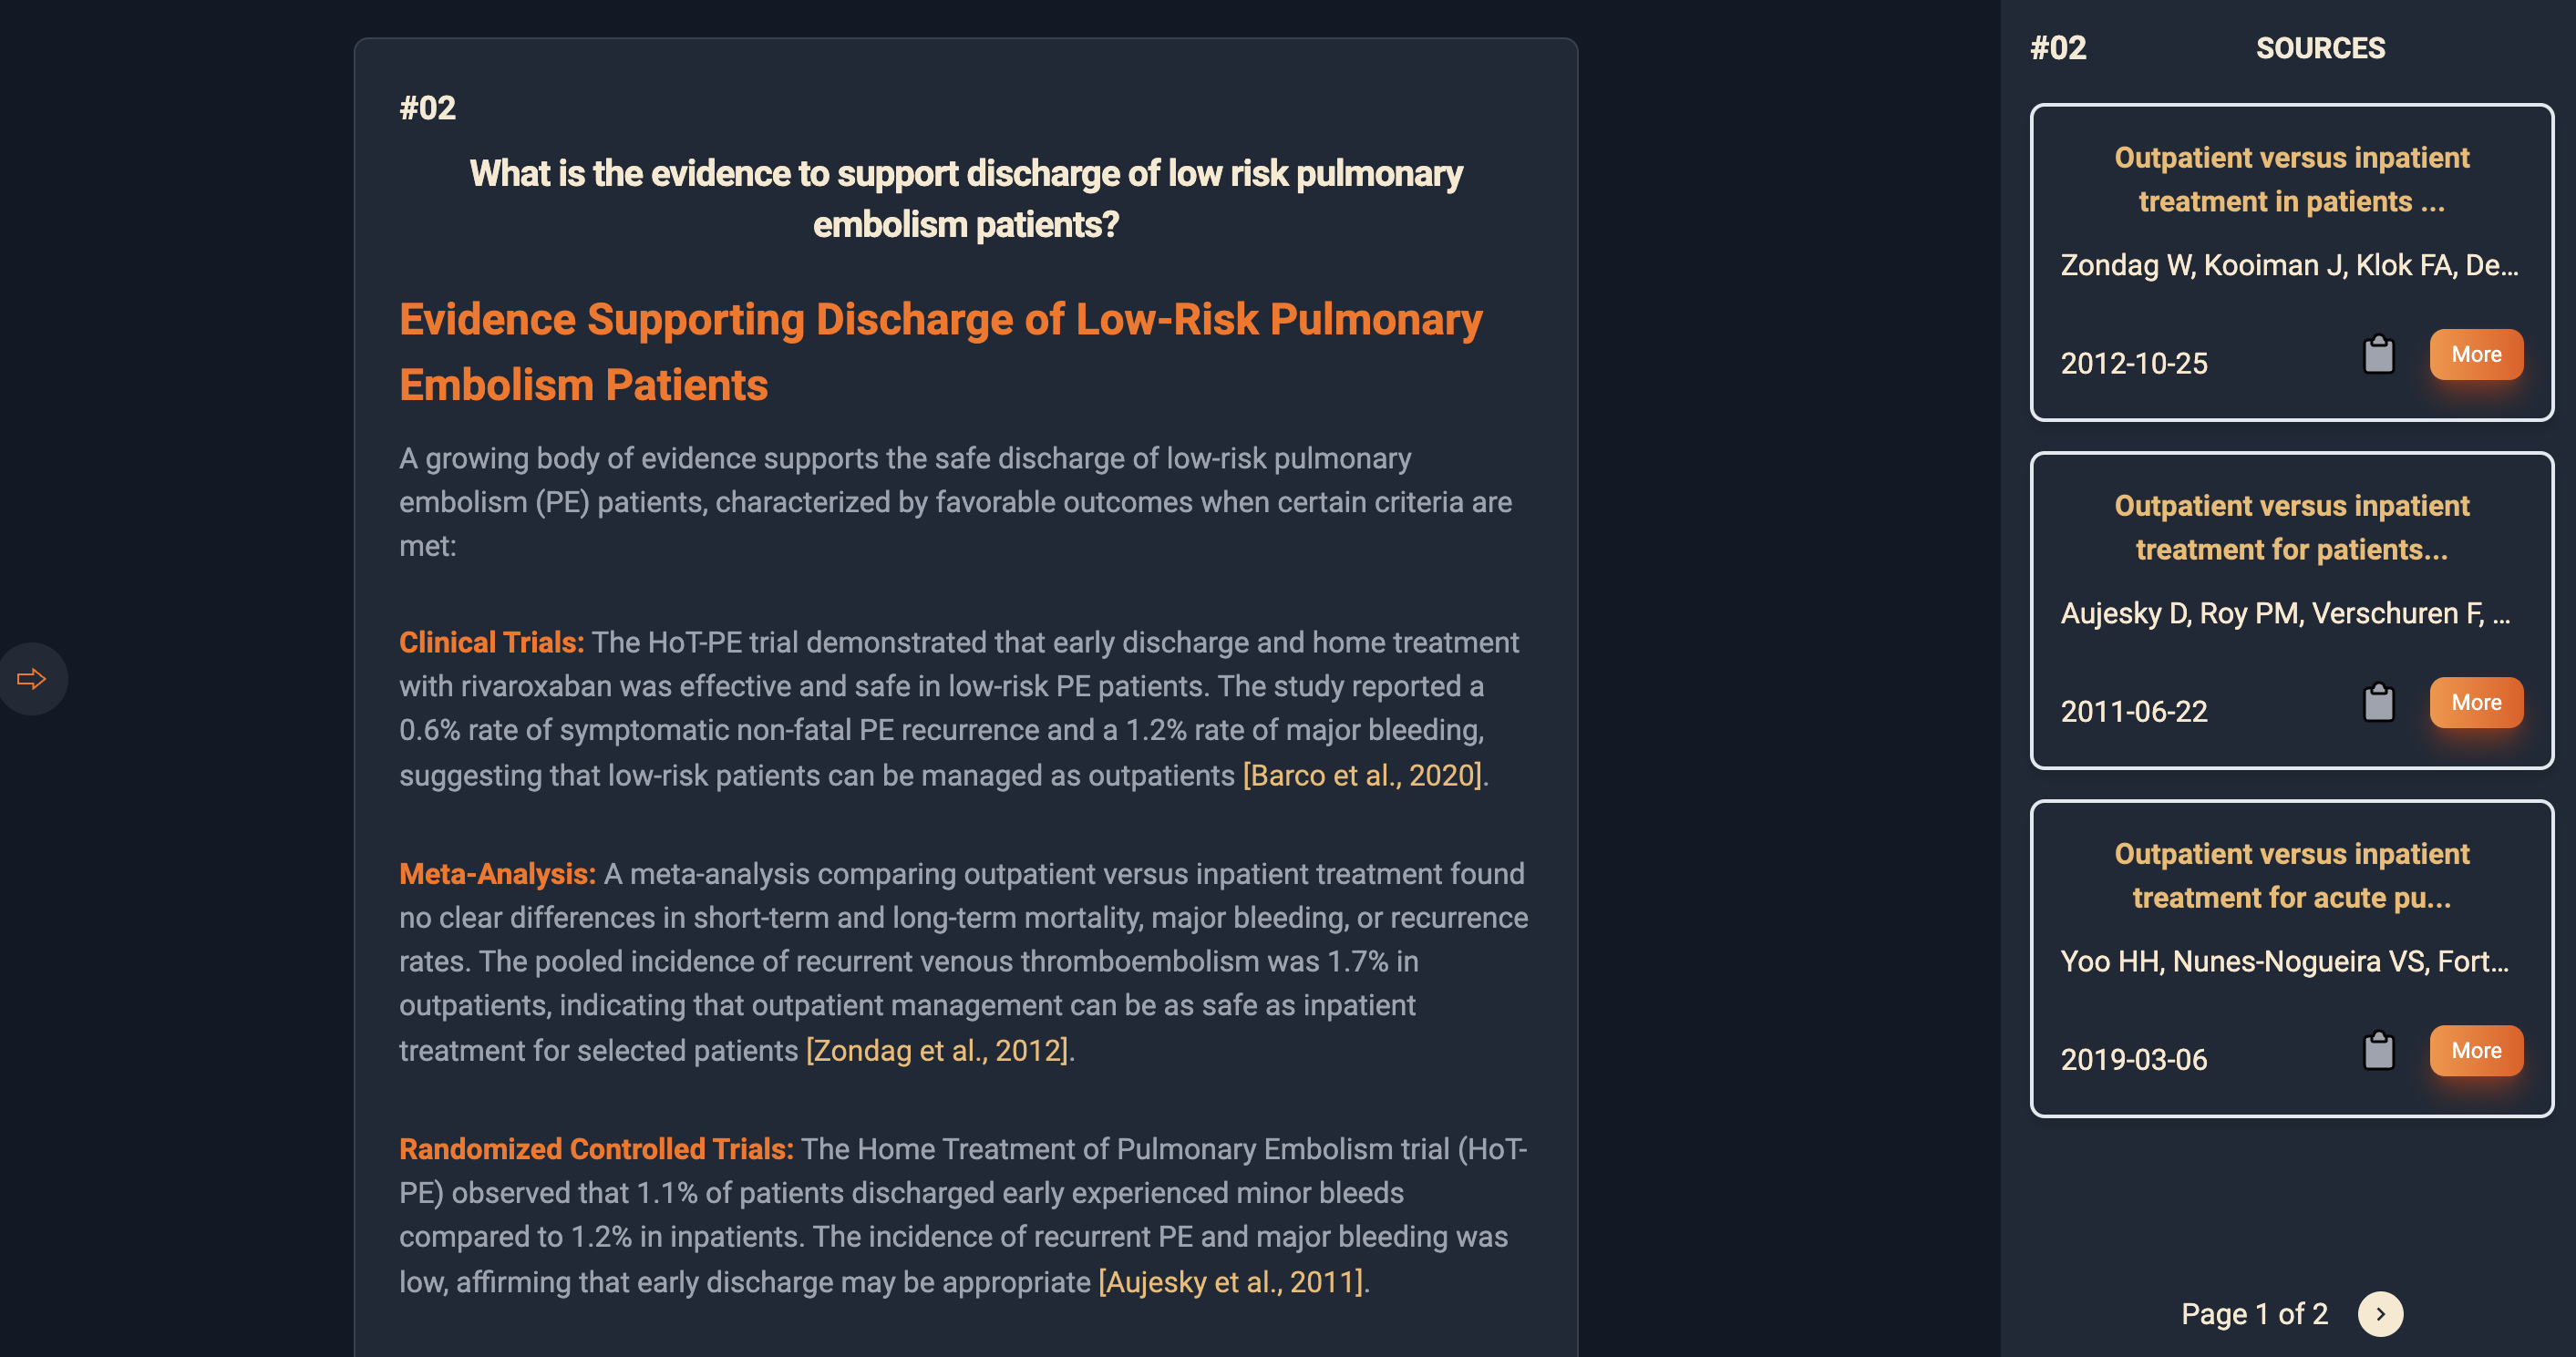 #02
What is the evidence to support discharge of low risk pulmonary
embolism patients?
Evidence Supporting Discharge of Low-Risk Pulmonary
Embolism Patients
A growing body of evidence supports the safe discharge of low-risk pulmonary
embolism (PE) patients, characterized by favorable outcomes when certain criteria are
met:
Clinical Trials: The HoT-PE trial demonstrated that early discharge and home treatment
with rivaroxaban was effective and safe in low-risk PE patients. The study reported a
0.6% rate of symptomatic non-fatal PE recurrence and a 1.2% rate of major bleeding,
suggesting that low-risk patients can be managed as outpatients [Barco et al., 2020].
Meta-Analysis: A meta-analysis comparing outpatient versus inpatient treatment found
no clear differences in short-term and long-term mortality, major bleeding, or recurrence
rates. The pooled incidence of recurrent venous thromboembolism was 1.7% in
outpatients, indicating that outpatient management can be as safe as inpatient
treatment for selected patients [Zondag et al., 2012].
Randomized Controlled Trials: The Home Treatment of Pulmonary Embolism trial (HoT-
PE) observed that 1.1% of patients discharged early experienced minor bleeds
compared to 1.2% in inpatients. The incidence of recurrent PE and major bleeding was
low, affirming that early discharge may be appropriate [Aujesky et al., 2011].
#02 SOURCES
Outpatient versus inpatient
treatment in patients ...
Zondag W, Kooiman J, Klok FA, De...
2012-10-25 More
Outpatient versus inpatient
treatment for patients...
Aujesky D, Roy PM, Verschuren F, ...
2011-06-22 More
Outpatient versus inpatient
treatment for acute pu...
Yoo HH, Nunes-Nogueira VS, Fort...
2019-03-06 More
Page 1 of 2